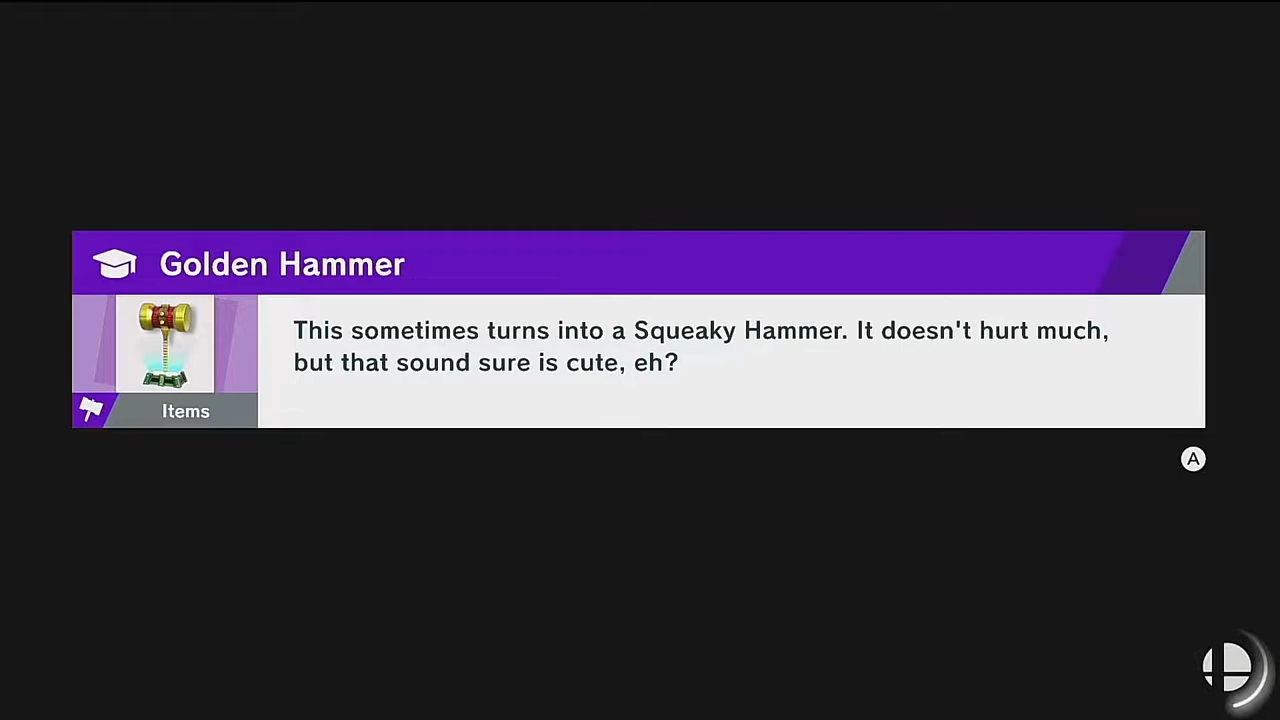 Golden Hammer
This sometimes turns into a Squeaky Hammer. It doesn't hurt much,
but that sound sure is cute, eh?
Items
A